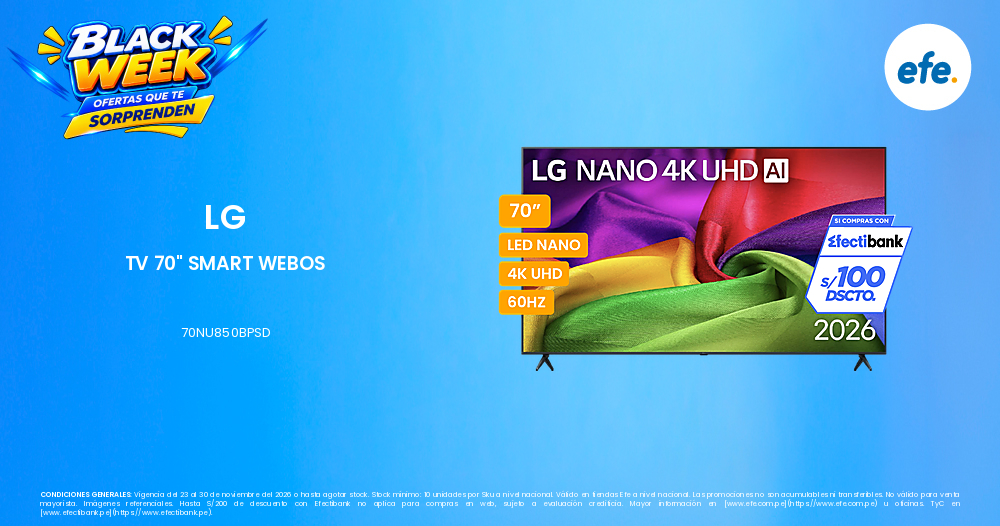 BLACK
WEEK
OFERTAS QUE TE
SORPRENDEN
efe.
LG NANO 4K UHD AI
70”
LED NANO
4K UHD
60HZ
SI COMPRAS CON
Efectibank
S/100
DSCTO.
2026
LG
TV 70" SMART WEBOS
70NU850BPSD
CONDICIONES GENERALES: Vigencia del 23 al 30 de noviembre del 2026 o hasta agotar stock. Stock mínimo: 10 unidades por Sku a nivel nacional. Válido en tiendas Efe a nivel nacional. Las promociones no son acumulables ni transferibles. No válido para venta
mayorista. Imágenes referenciales. Hasta S/200 de descuento con Efectibank no aplica para compras en web, sujeto a evaluación crediticia. Mayor información en [www.efe.com.pe](https://www.efe.com.pe) u oficinas. TyC en
[www.efectibank.pe](https://www.efectibank.pe).